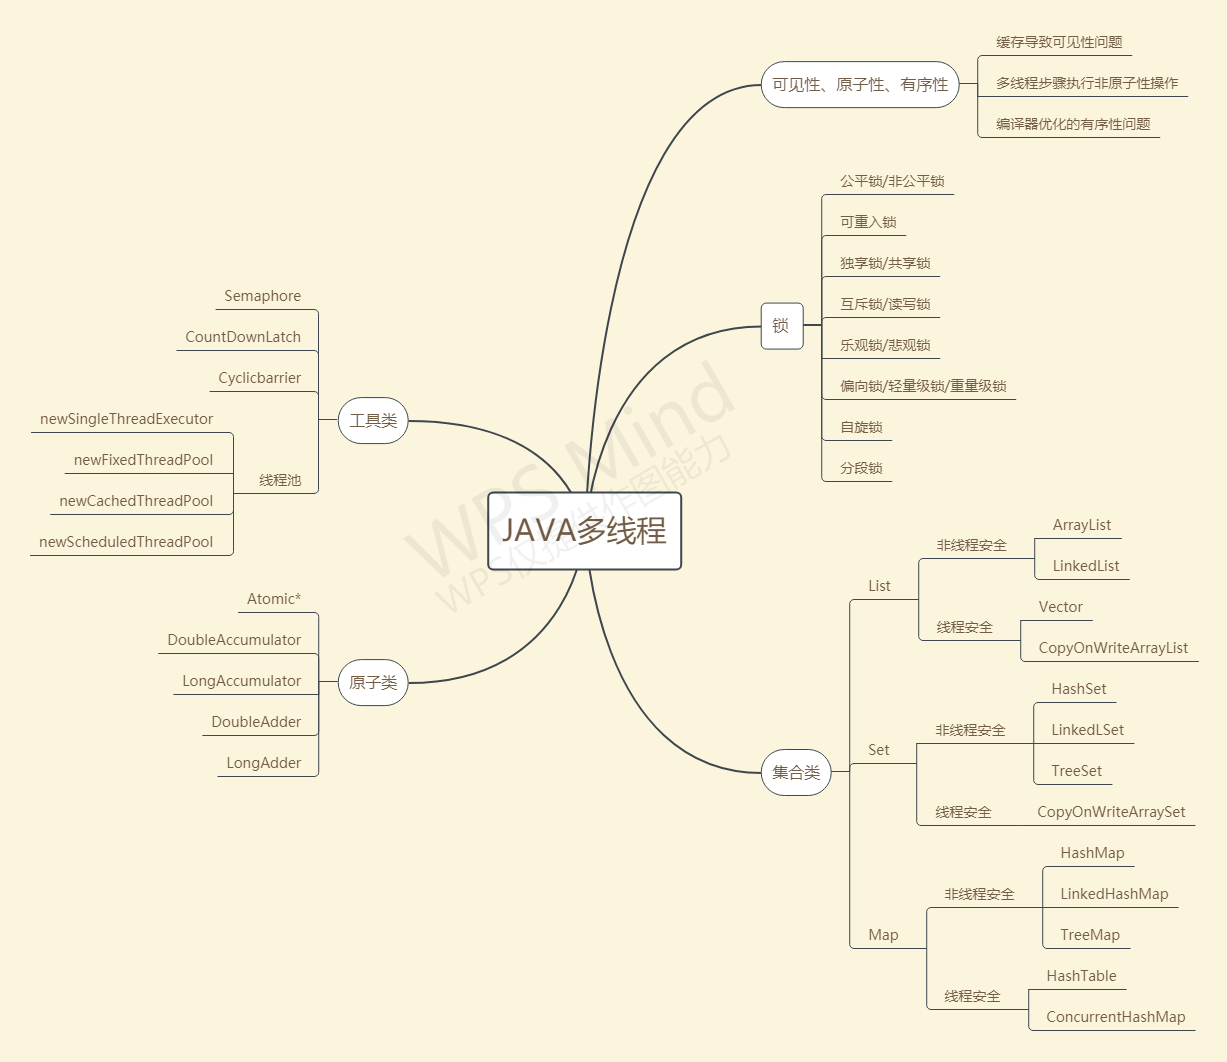 JAVA多线程
可见性、原子性、有序性
缓存导致可见性问题
多线程步骤执行非原子性操作
编译器优化的有序性问题
锁
公平锁/非公平锁
可重入锁
独享锁/共享锁
互斥锁/读写锁
乐观锁/悲观锁
偏向锁/轻量级锁/重量级锁
自旋锁
分段锁
集合类
List
非线程安全
ArrayList
LinkedList
线程安全
Vector
CopyOnWriteArrayList
Set
非线程安全
HashSet
LinkedLSet
TreeSet
线程安全
CopyOnWriteArraySet
Map
非线程安全
HashMap
LinkedHashMap
TreeMap
线程安全
HashTable
ConcurrentHashMap
工具类
Semaphore
CountDownLatch
Cyclicbarrier
线程池
newSingleThreadExecutor
newFixedThreadPool
newCachedThreadPool
newScheduledThreadPool
原子类
Atomic*
DoubleAccumulator
LongAccumulator
DoubleAdder
LongAdder
WPS Mind
WPS仅提供作图能力